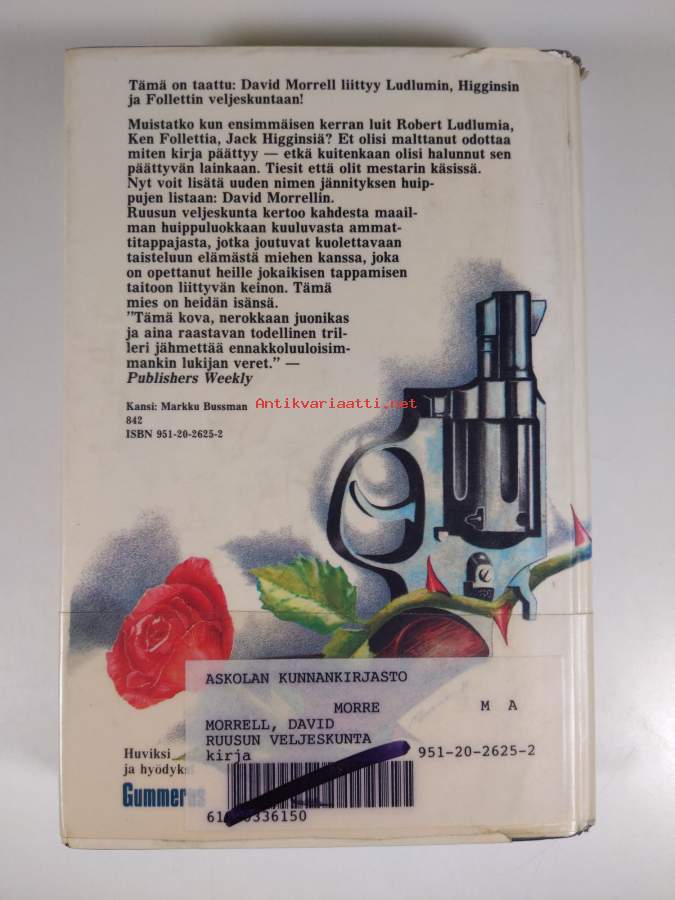 Tämä on taattu: David Morrell liittyy Ludlumin, Higginsin
ja Follettin veljeskuntaan!
Muistatko kun ensimmäisen kerran luit Robert Ludlumia,
Ken Follettia, Jack Higginsiä? Et olisi malttanut odottaa
miten kirja päättyy — etkä kuitenkaan olisi halunnut sen
päättyvän lainkaan. Tiesit että olit mestarin käsissä.
Nyt voit lisätä uuden nimen jännityksen huip-
pujen listaan: David Morrellin.
Ruusun veljeskunta kertoo kahdesta maail-
man huippuluokkaan kuuluvasta ammat-
titappajasta, jotka joutuvat kuolettavaan
taisteluun elämästä miehen kanssa, joka
on opettanut heille jokaikisen tappamisen
taitoon liittyvän keinon. Tämä
mies on heidän isänsä.
"Tämä kova, nerokkaan juonikas
ja aina raastavan todellinen tril-
leri jähmettää ennakkoluuloisim-
mankin lukijan veret." —
Publishers Weekly
Antikvariaatti.net
Kansi: Markku Bussman
842
ISBN 951-20-2625-2
ASKOLAN KUNNANKIRJASTO
MORRE M A
MORRELL, DAVID
RUUSUN VELJESKUNTA
kirja 951-20-2625-2
Huviksi
ja hyödyksi
Gummerus